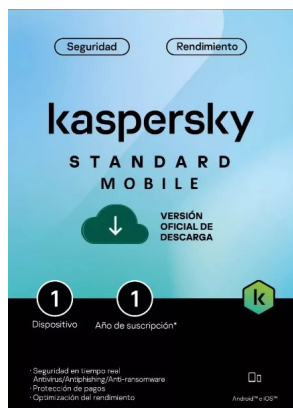 Seguridad
Rendimiento
kaspersky
STANDARD
MOBILE
VERSIÓN
OFICIAL DE
DESCARGA
1
Dispositivo
1
Año de suscripción*
k
· Seguridad en tiempo real
Antivirus/Antiphishing/Anti-ransomware
· Protección de pagos
· Optimización del rendimiento
Android™ e iOS™